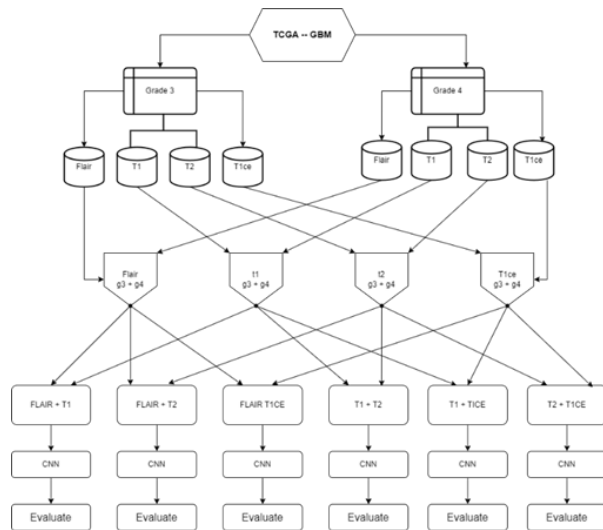 TCGA -- GBM
Grade 3
Grade 4
Flair
T1
T2
T1ce
Flair
T1
T2
T1ce
Flair
g3 + g4
t1
g3 + g4
t2
g3 + g4
T1ce
g3 + g4
FLAIR + T1
FLAIR + T2
FLAIR T1CE
T1 + T2
T1 + TICE
T2 + T1CE
CNN
CNN
CNN
CNN
CNN
CNN
Evaluate
Evaluate
Evaluate
Evaluate
Evaluate
Evaluate